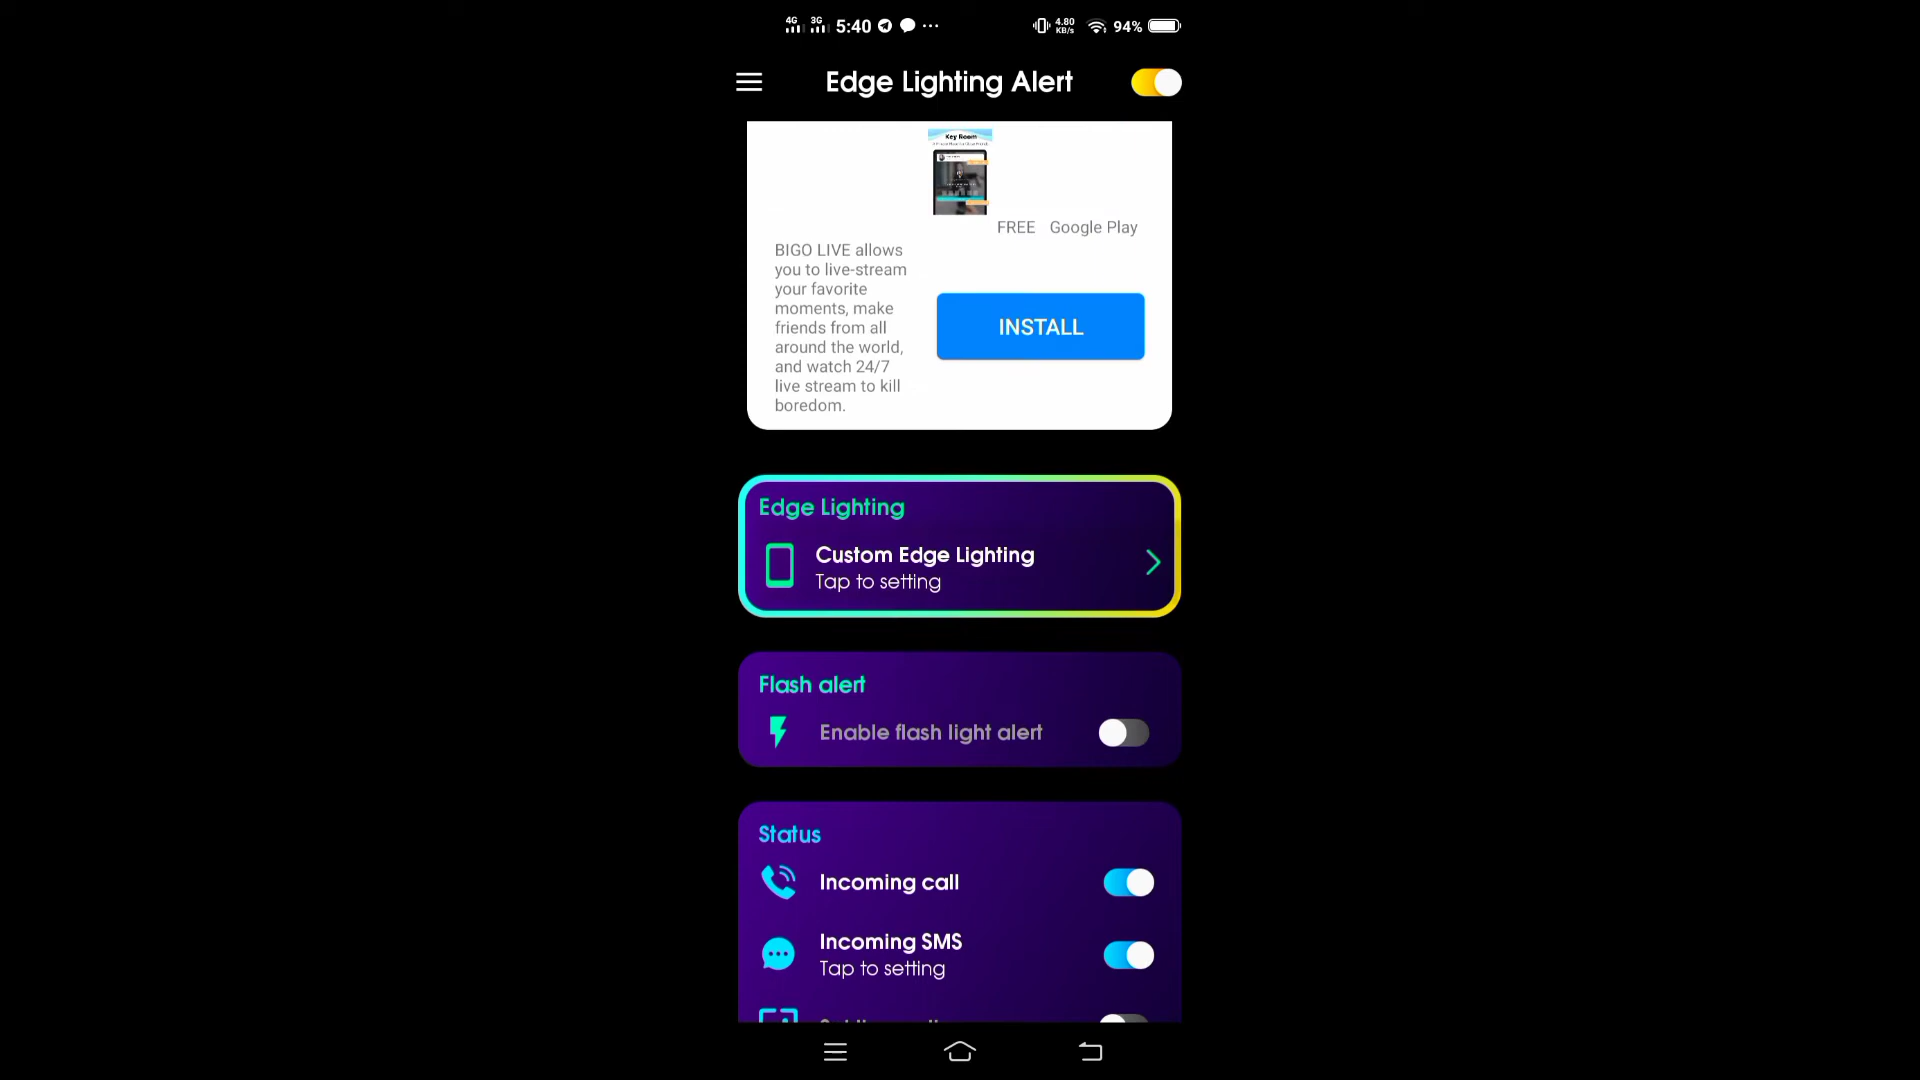 4G 3G 5:40 ... 4.80 KB/s 94%
Edge Lighting Alert
Key Room
FREE Google Play
BIGO LIVE allows
you to live-stream
your favorite
moments, make
friends from all
around the world,
and watch 24/7
live stream to kill
boredom.
INSTALL
Edge Lighting
Custom Edge Lighting
Tap to setting
Flash alert
Enable flash light alert
Status
Incoming call
Incoming SMS
Tap to setting